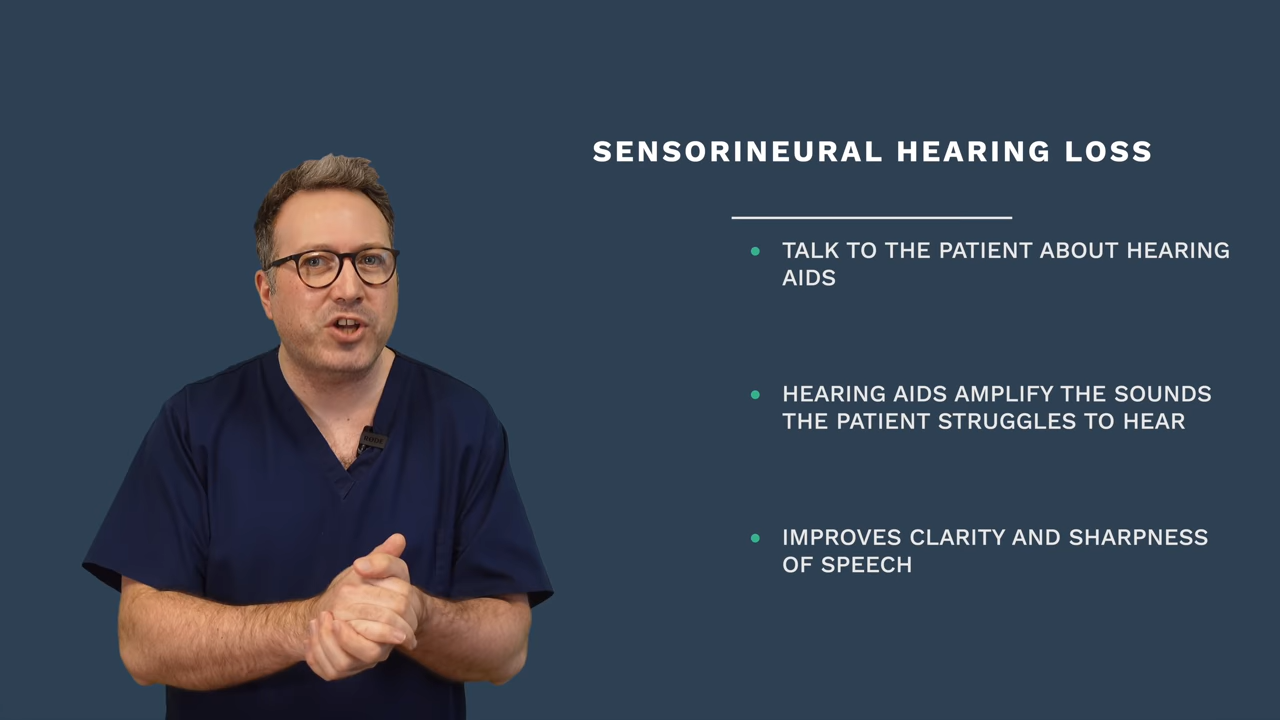 SENSORINEURAL HEARING LOSS
TALK TO THE PATIENT ABOUT HEARING
AIDS
HEARING AIDS AMPLIFY THE SOUNDS
THE PATIENT STRUGGLES TO HEAR
IMPROVES CLARITY AND SHARPNESS
OF SPEECH